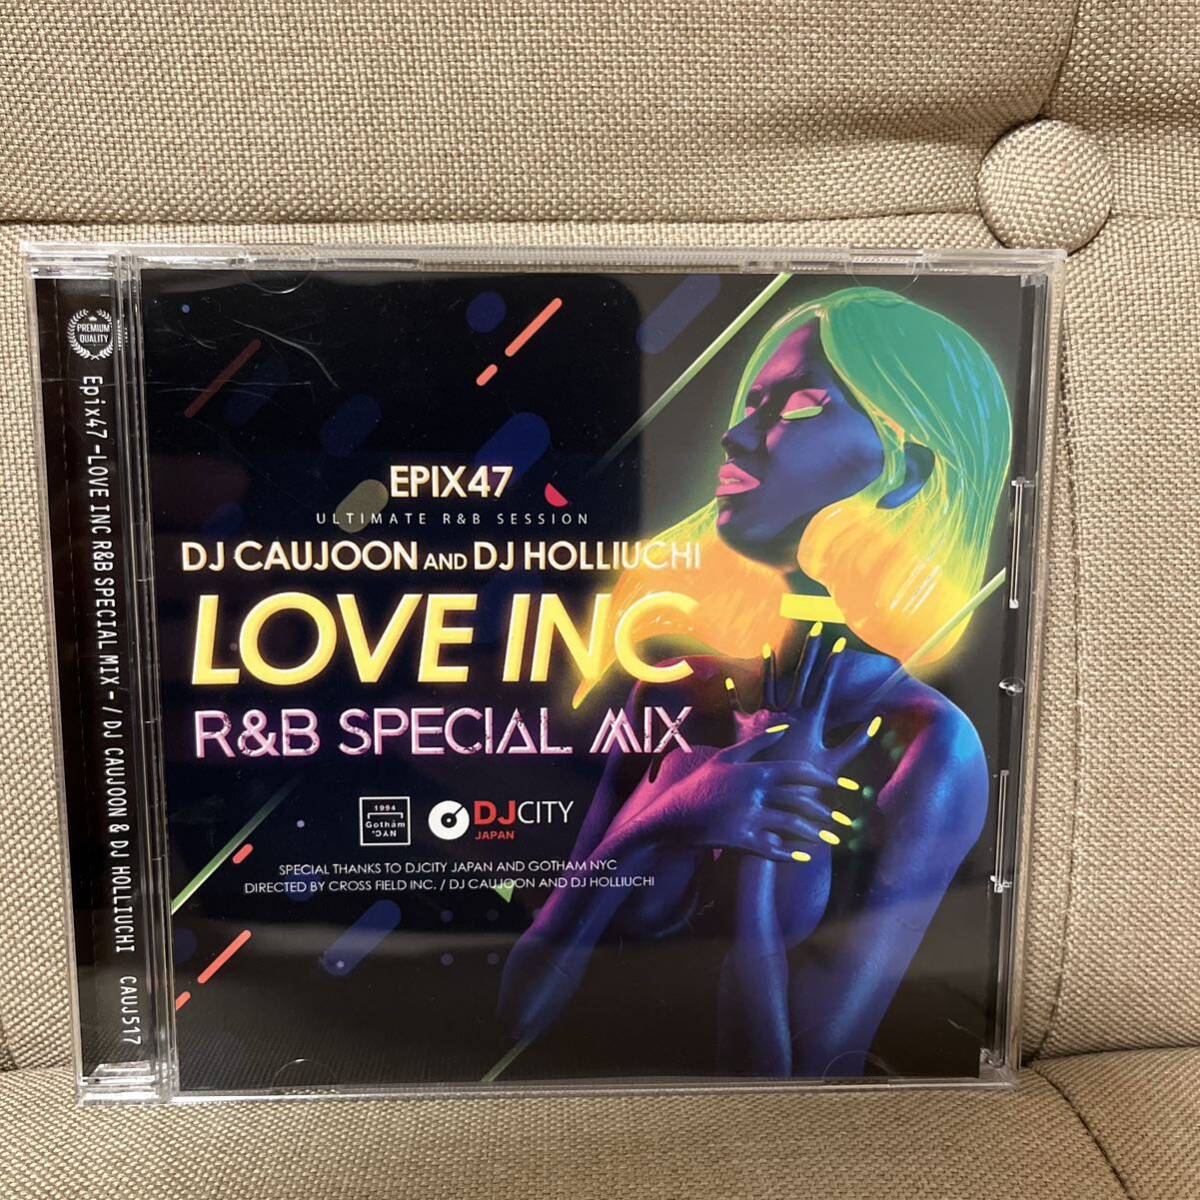 PREMIUM
QUALITY
Epix47 -LOVE INC R&B SPECIAL MIX- / DJ CAUJOON & DJ HOLLIUCHI CAUJ517
EPIX47
ULTIMATE R&B SESSION
DJ CAUJOON AND DJ HOLLIUCHI
LOVE INC
R&B SPECIAL MIX
1994
Gotham
NYC
DJCITY
JAPAN
SPECIAL THANKS TO DJCITY JAPAN AND GOTHAM NYC
DIRECTED BY CROSS FIELD INC. / DJ CAUJOON AND DJ HOLLIUCHI